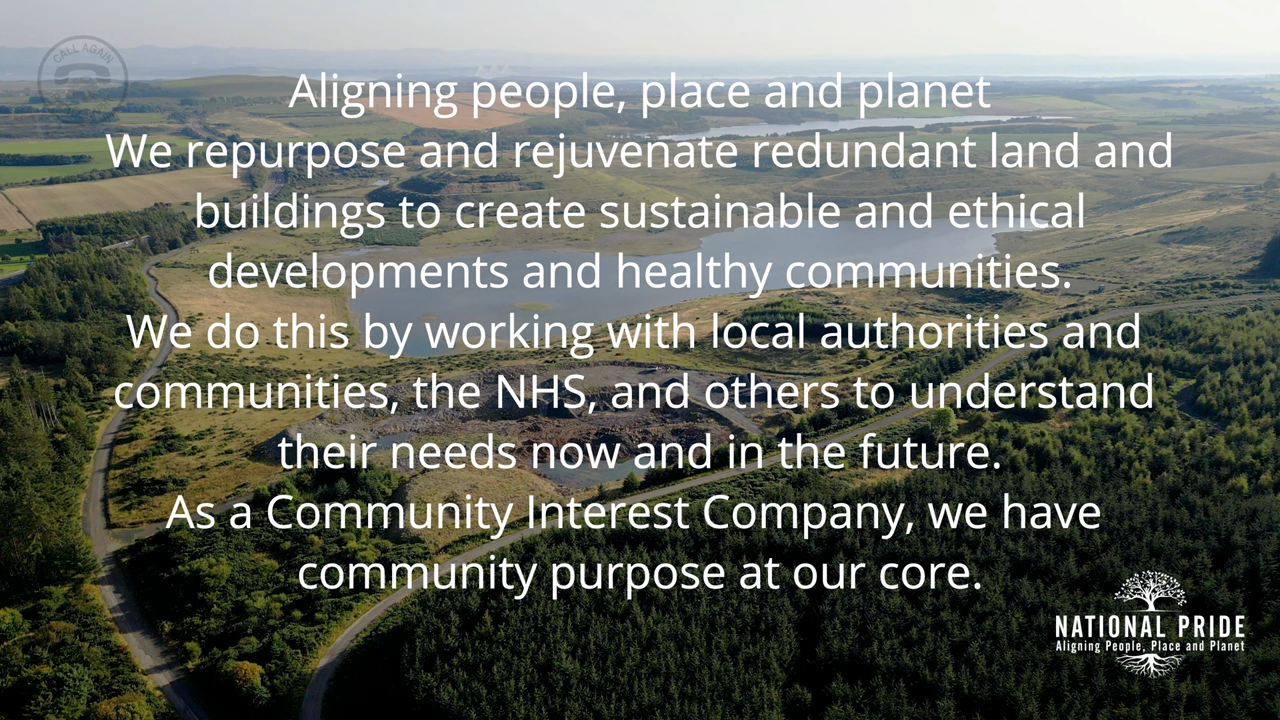 CALL AGAIN
Aligning people, place and planet
We repurpose and rejuvenate redundant land and
buildings to create sustainable and ethical
developments and healthy communities.
We do this by working with local authorities and
communities, the NHS, and others to understand
their needs now and in the future.
As a Community Interest Company, we have
community purpose at our core.
NATIONAL PRIDE
Aligning People, Place and Planet